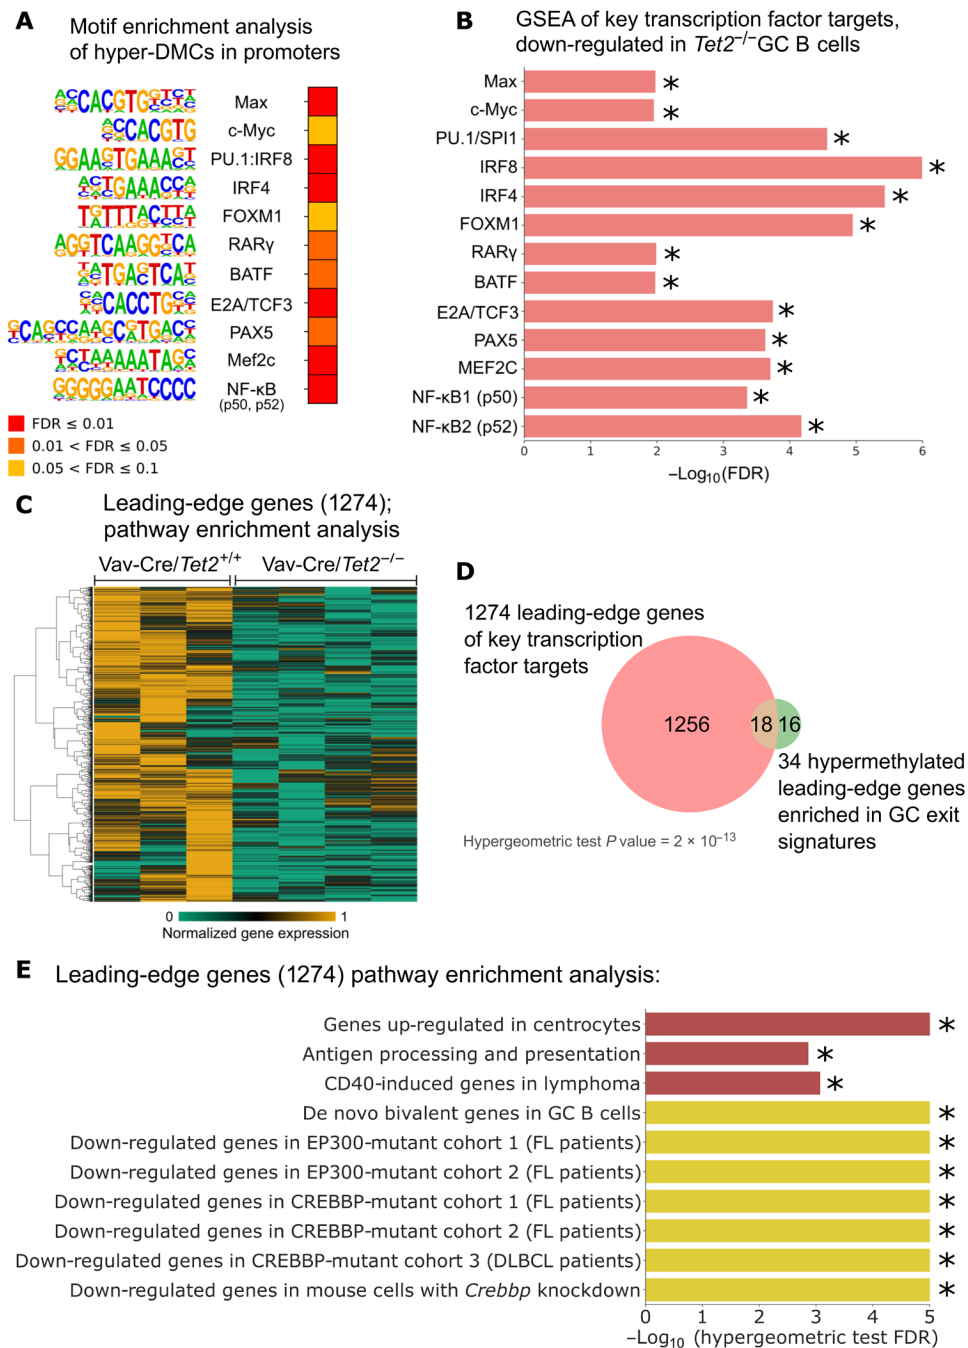 A
Motif enrichment analysis
of hyper-DMCs in promoters
Max
c-Myc
PU.1:IRF8
IRF4
FOXM1
RARγ
BATF
E2A/TCF3
PAX5
Mef2c
NF-κB
(p50, p52)
FDR ≤ 0.01
0.01 < FDR ≤ 0.05
0.05 < FDR ≤ 0.1
B
GSEA of key transcription factor targets,
down-regulated in Tet2–/–GC B cells
Max *
c-Myc *
PU.1/SPI1 *
IRF8 *
IRF4 *
FOXM1 *
RARγ *
BATF *
E2A/TCF3 *
PAX5 *
MEF2C *
NF-κB1 (p50) *
NF-κB2 (p52) *
0 1 2 3 4 5 6
–Log10(FDR)
C
Leading-edge genes (1274);
pathway enrichment analysis
Vav-Cre/Tet2+/+ Vav-Cre/Tet2–/–
0 1
Normalized gene expression
D
1274 leading-edge genes
of key transcription
factor targets
1256 18 16
34 hypermethylated
leading-edge genes
enriched in GC exit
signatures
Hypergeometric test P value = 2 × 10–13
E
Leading-edge genes (1274) pathway enrichment analysis:
Genes up-regulated in centrocytes *
Antigen processing and presentation *
CD40-induced genes in lymphoma *
De novo bivalent genes in GC B cells *
Down-regulated genes in EP300-mutant cohort 1 (FL patients) *
Down-regulated genes in EP300-mutant cohort 2 (FL patients) *
Down-regulated genes in CREBBP-mutant cohort 1 (FL patients) *
Down-regulated genes in CREBBP-mutant cohort 2 (FL patients) *
Down-regulated genes in CREBBP-mutant cohort 3 (DLBCL patients) *
Down-regulated genes in mouse cells with Crebbp knockdown *
0 1 2 3 4 5
–Log10 (hypergeometric test FDR)